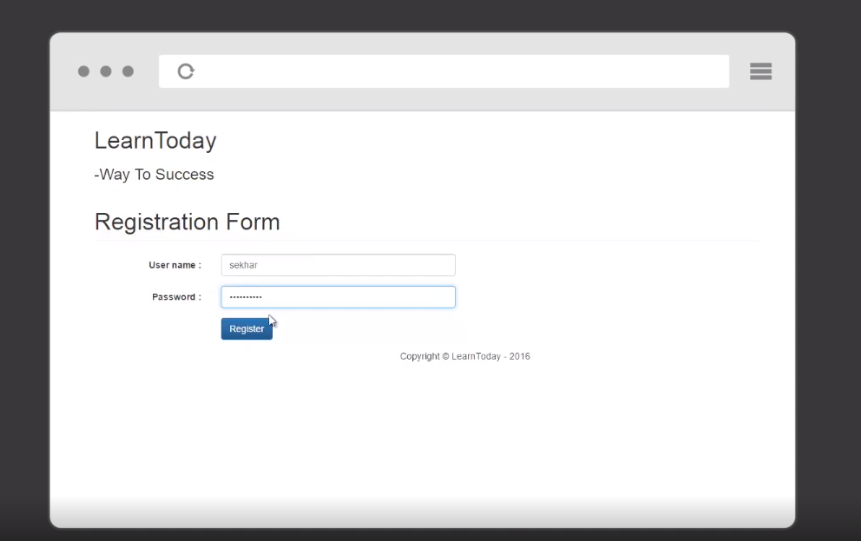 LearnToday
-Way To Success
Registration Form
User name : sekhar
Password : ••••••••••
Register
Copyright © LearnToday - 2016